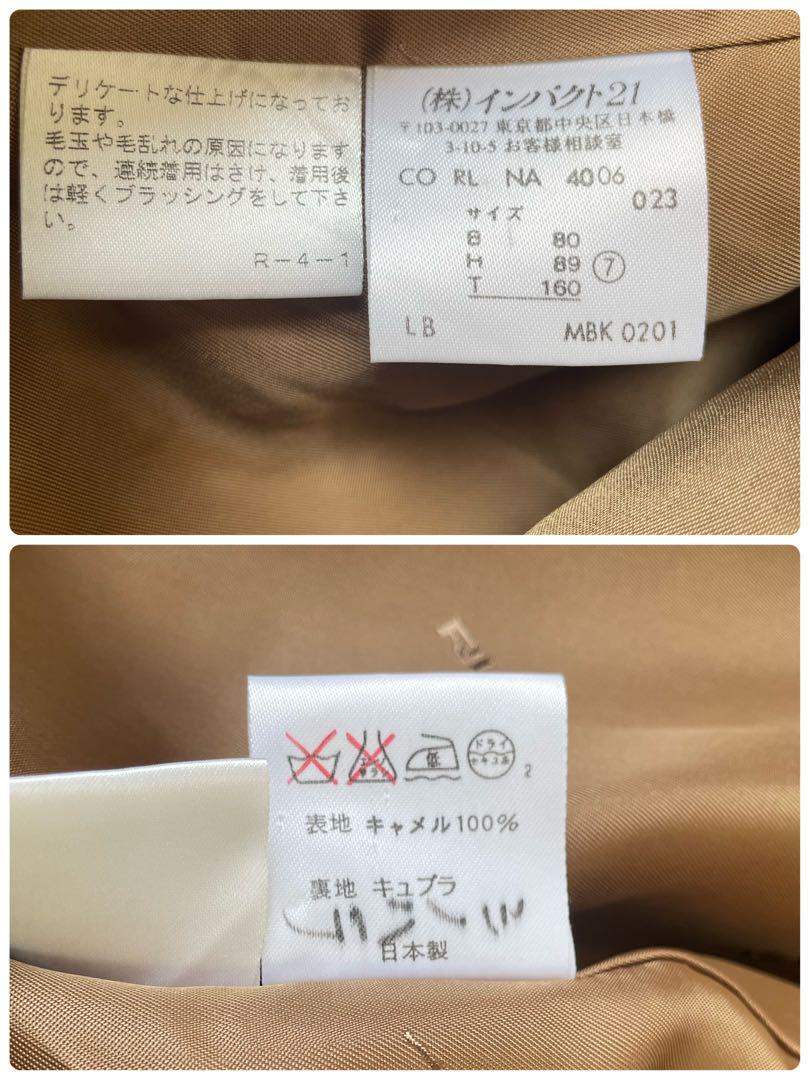 デリケートな仕上げになってお
ります。
毛玉や毛乱れの原因になります
ので、連続着用はさけ、着用後
は軽くブラッシングをして下さ
い。
R-4-1
(株)インパクト21
〒103-0027 東京都中央区日本橋
3-10-5 お客様相談室
CO RL NA 4006
023
サイズ
B 80
H 89 ⑦
T 160
LB MBK 0201
低
ドライ
セキユ系
2
表地 キャメル100%
裏地 キュプラ
日本製